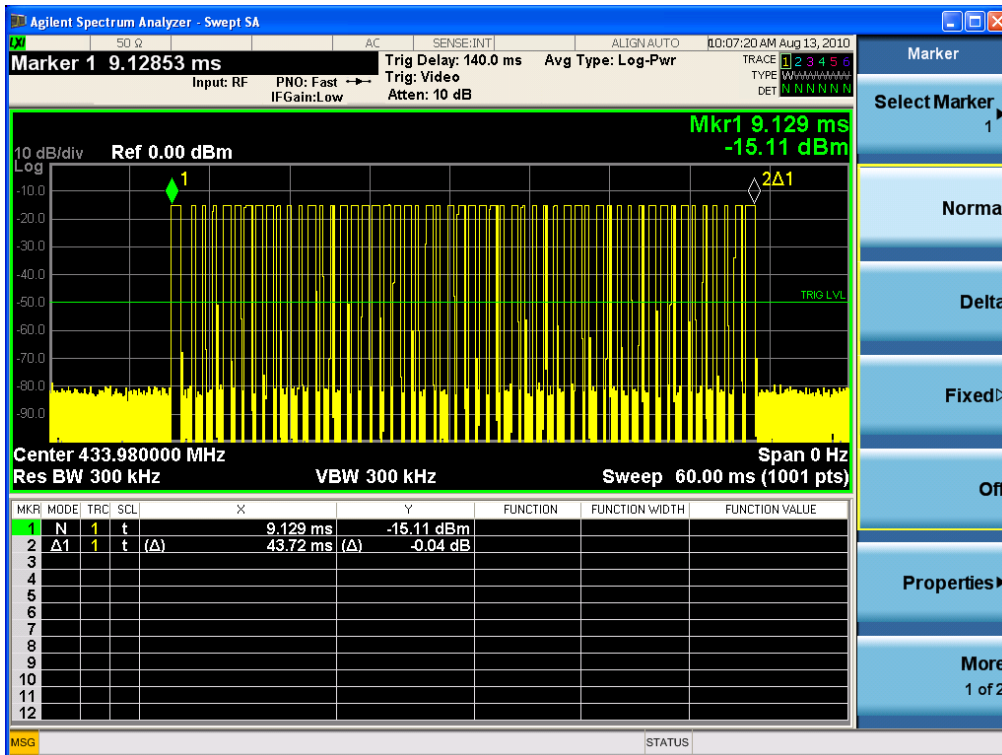 Agilent Spectrum Analyzer - Swept SA
LXI 50 Ω AC SENSE:INT ALIGN AUTO 10:07:20 AM Aug 13, 2010
Marker 1 9.12853 ms
Input: RF PNO: Fast
IFGain:Low
Trig Delay: 140.0 ms
Trig: Video
Atten: 10 dB
Avg Type: Log-Pwr
TRACE 1 2 3 4 5 6
TYPE
DET N N N N N N
Mkr1 9.129 ms
-15.11 dBm
10 dB/div Ref 0.00 dBm
Log
1
2Δ1
-10.0
-20.0
-30.0
-40.0
-50.0
TRIG LVL
-60.0
-70.0
-80.0
-90.0
Center 433.980000 MHz Span 0 Hz
Res BW 300 kHz VBW 300 kHz Sweep 60.00 ms (1001 pts)
MKR MODE TRC SCL X Y FUNCTION FUNCTION WIDTH FUNCTION VALUE
1 N 1 t 9.129 ms -15.11 dBm
2 Δ1 1 t (Δ) 43.72 ms (Δ) -0.04 dB
3
4
5
6
7
8
9
10
11
12
MSG STATUS
Marker
Select Marker
1
Norma
Delta
Fixed
Off
Properties
More
1 of 2